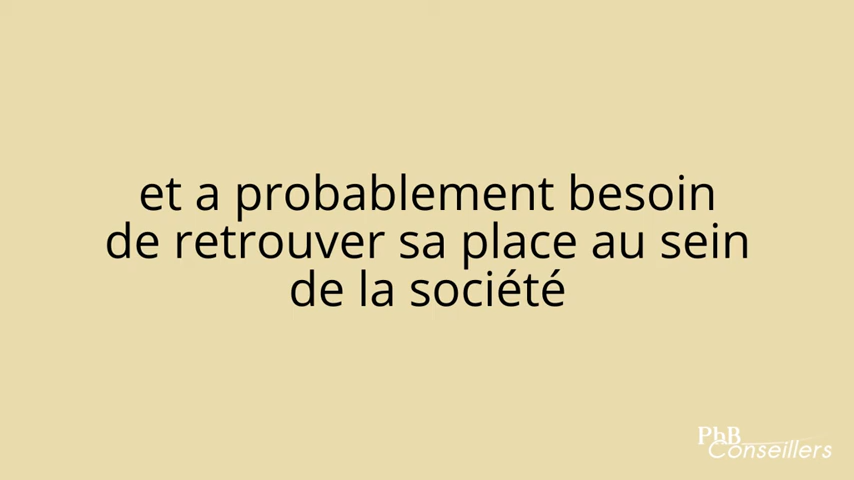 et a probablement besoin
de retrouver sa place au sein
de la société
PhB
Conseillers